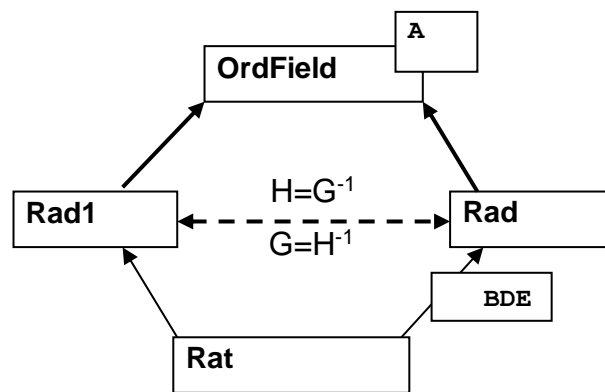 A
OrdField
H=G-1
Rad1
Rad
G=H-1
BDE
Rat